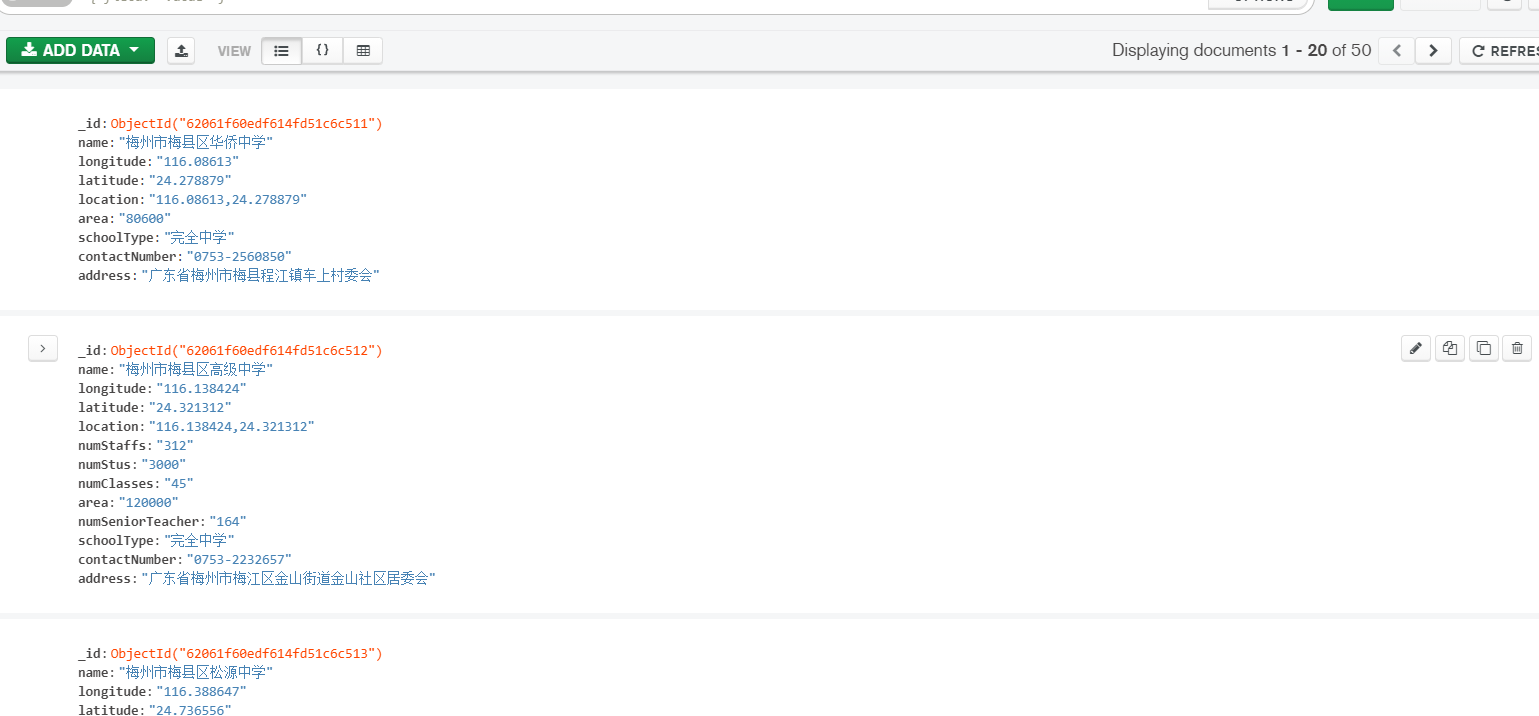 ADD DATA
VIEW
{}
Displaying documents 1 - 20 of 50
_id: ObjectId("62061f60edf614fd51c6c511")
name: "梅州市梅县区华侨中学"
longitude: "116.08613"
latitude: "24.278879"
location: "116.08613,24.278879"
area: "80600"
schoolType: "完全中学"
contactNumber: "0753-2560850"
address: "广东省梅州市梅县程江镇车上村委会"
_id: ObjectId("62061f60edf614fd51c6c512")
name: "梅州市梅县区高级中学"
longitude: "116.138424"
latitude: "24.321312"
location: "116.138424,24.321312"
numStaffs: "312"
numStus: "3000"
numClasses: "45"
area: "120000"
numSeniorTeacher: "164"
schoolType: "完全中学"
contactNumber: "0753-2232657"
address: "广东省梅州市梅江区金山街道金山社区居委会"
_id: ObjectId("62061f60edf614fd51c6c513")
name: "梅州市梅县区松源中学"
longitude: "116.388647"
latitude: "24.736556"